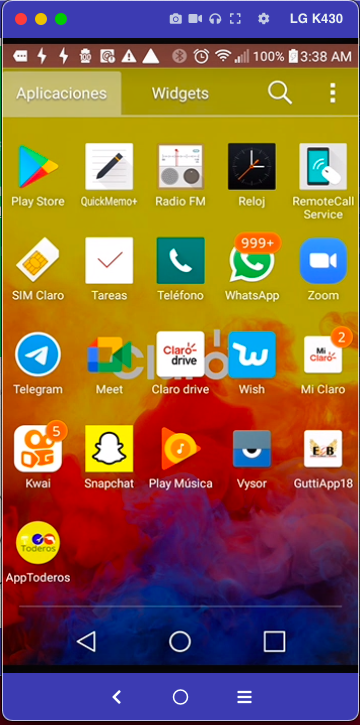 LG K430
100% 3:38 AM
Aplicaciones Widgets
Play Store QuickMemo+ Radio FM Reloj RemoteCall Service
999+
SIM Claro Tareas Teléfono WhatsApp Zoom
Claro
Claro drive
Mi Claro
2
Telegram Meet Claro drive Wish Mi Claro
5
E B
Kwai Snapchat Play Música Vysor GuttiApp18
Toderos
AppToderos